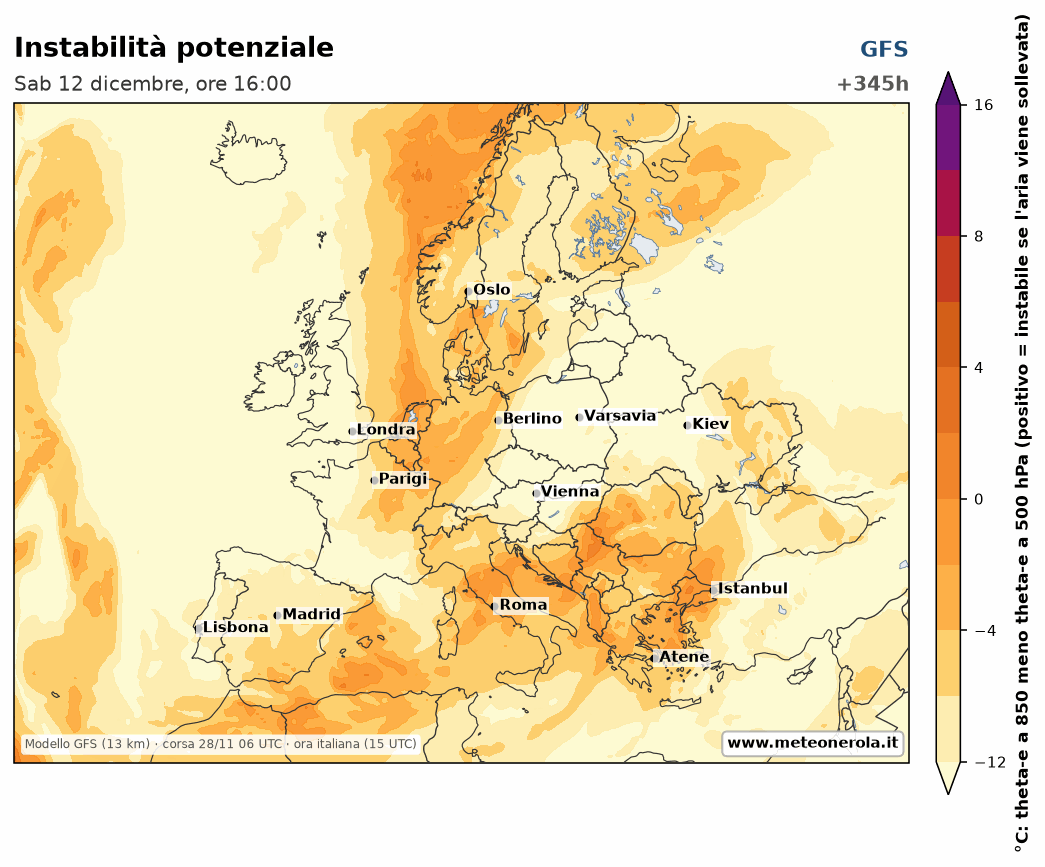 Instabilità potenziale
GFS
Sab 12 dicembre, ore 16:00
+345h
Oslo
Berlino
Varsavia
Kiev
Londra
Parigi
Vienna
Istanbul
Roma
Madrid
Lisbona
Atene
Modello GFS (13 km) · corsa 28/11 06 UTC · ora italiana (15 UTC)
www.meteonerola.it
16
8
4
0
−4
−12
°C: theta-e a 850 meno theta-e a 500 hPa (positivo = instabile se l'aria viene sollevata)